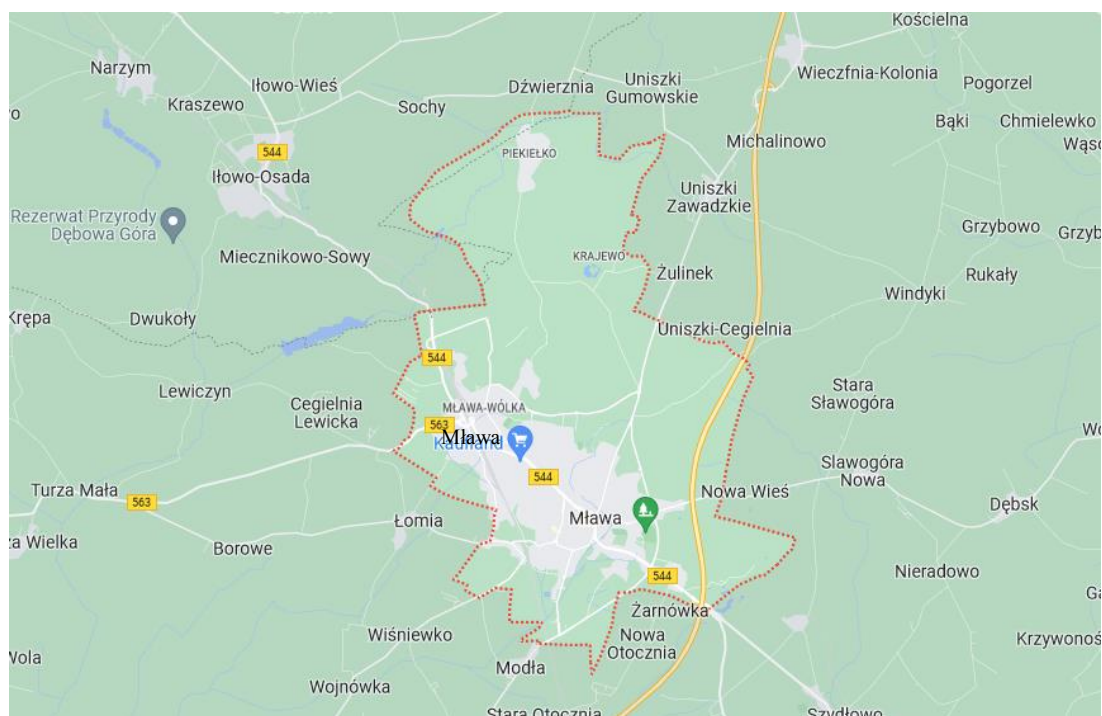 Kościelna
Narzym
Wieczfnia-Kolonia
Iłowo-Wieś
Dźwierznia
Uniszki
Gumowskie
Pogorzel
Kraszewo
Sochy
Bąki
Chmielewko
Michalinowo
544
PIEKIEŁKO
Iłowo-Osada
Uniszki
Zawadzkie
Rezerwat Przyrody
Dębowa Góra
Grzybowo
Miecznikowo-Sowy
KRAJEWO
Żulinek
Rukały
Windyki
Krępa
Dwukoły
Uniszki-Cegielnia
544
Lewiczyn
Stara
Sławogóra
Cegielnia
Lewicka
MŁAWA-WÓLKA
563
Mława
Kaufland
Slawogóra
Nowa
544
Turza Mała
563
Nowa Wieś
Dębsk
Łomia
Mława
Borowe
544
Nieradowo
Żarnówka
Wiśniewko
Nowa
Otocznia
Modła
Wojnówka
Stara Otocznia
Szydłowo